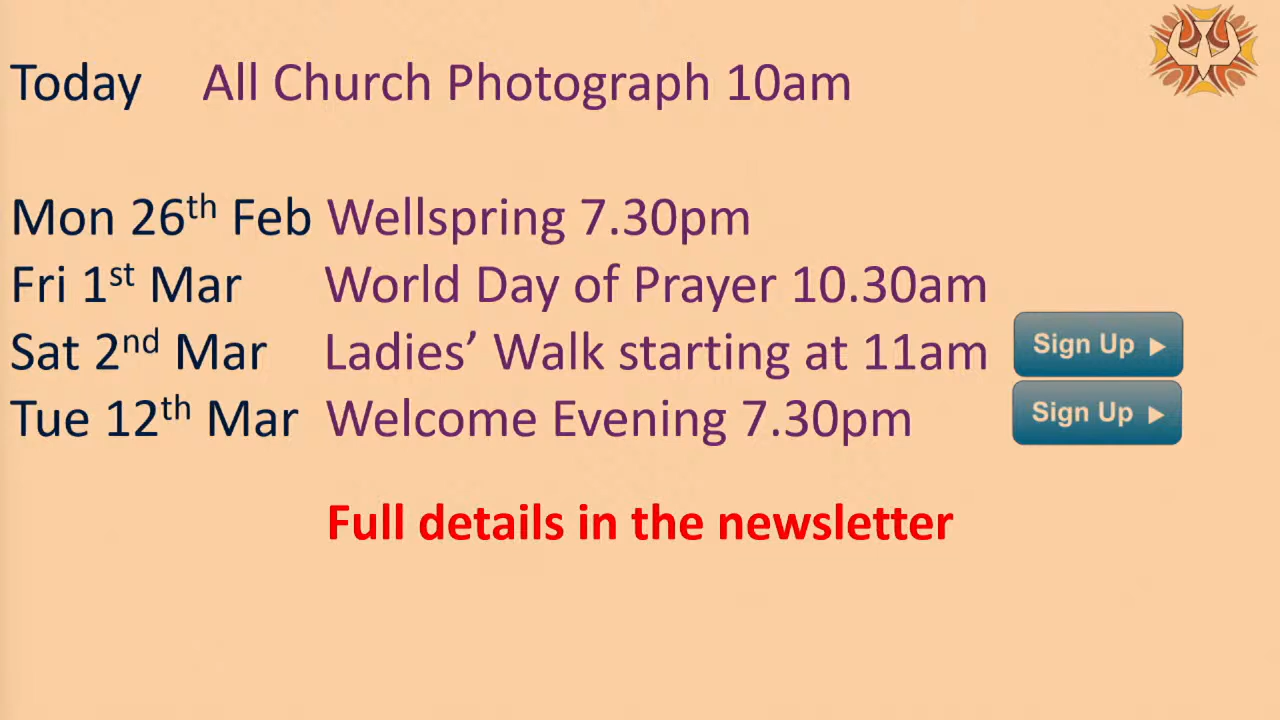 Today All Church Photograph 10am
Mon 26th Feb Wellspring 7.30pm
Fri 1st Mar World Day of Prayer 10.30am
Sat 2nd Mar Ladies’ Walk starting at 11am Sign Up
Tue 12th Mar Welcome Evening 7.30pm Sign Up
Full details in the newsletter